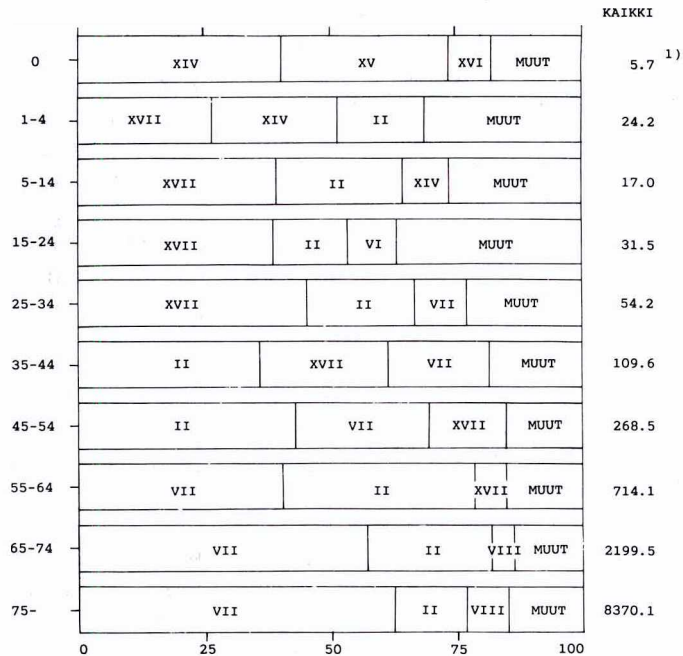 KAIKKI
0 XIV XV XVI MUUT 5.7 1)
1-4 XVII XIV II MUUT 24.2
5-14 XVII II XIV MUUT 17.0
15-24 XVII II VI MUUT 31.5
25-34 XVII II VII MUUT 54.2
35-44 II XVII VII MUUT 109.6
45-54 II VII XVII MUUT 268.5
55-64 VII II XVII MUUT 714.1
65-74 VII II VIII MUUT 2199.5
75- VII II VIII MUUT 8370.1
0 25 50 75 100